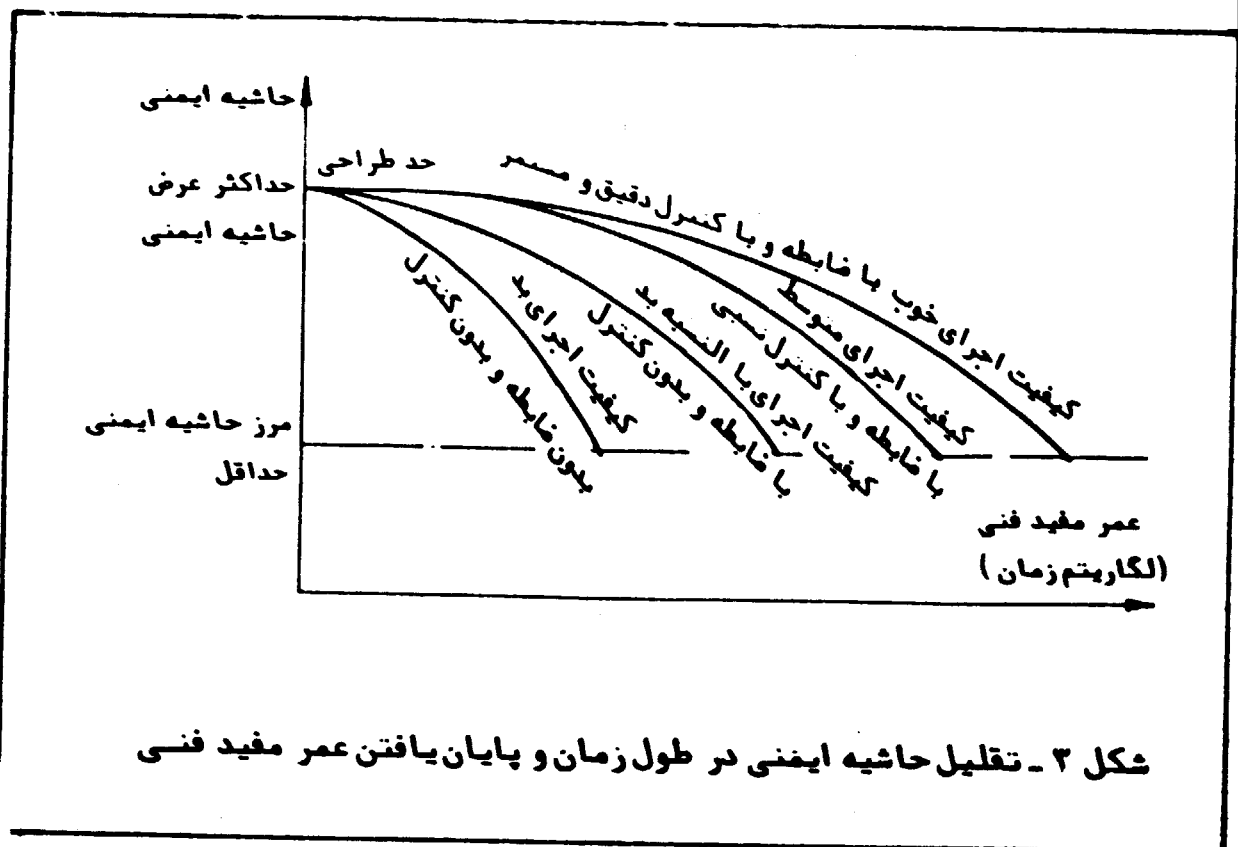 حاشیه ایمنی
حد طراحی
حداکثر عرض
حاشیه ایمنی
کیفیت اجرای خوب با ضابطه و با کنترل دقیق و مستمر
کیفیت اجرای متوسط
با ضابطه و با کنترل نسبی
کیفیت اجرای با النسبه بد
با ضابطه و بدون کنترل
کیفیت اجرای بد
بدون ضابطه و بدون کنترل
مرز حاشیه ایمنی
حداقل
عمر مفید فنی
(لگاریتم زمان)
شکل ۳ ـ تقلیل حاشیه ایمنی در طول زمان و پایان یافتن عمر مفید فنـی